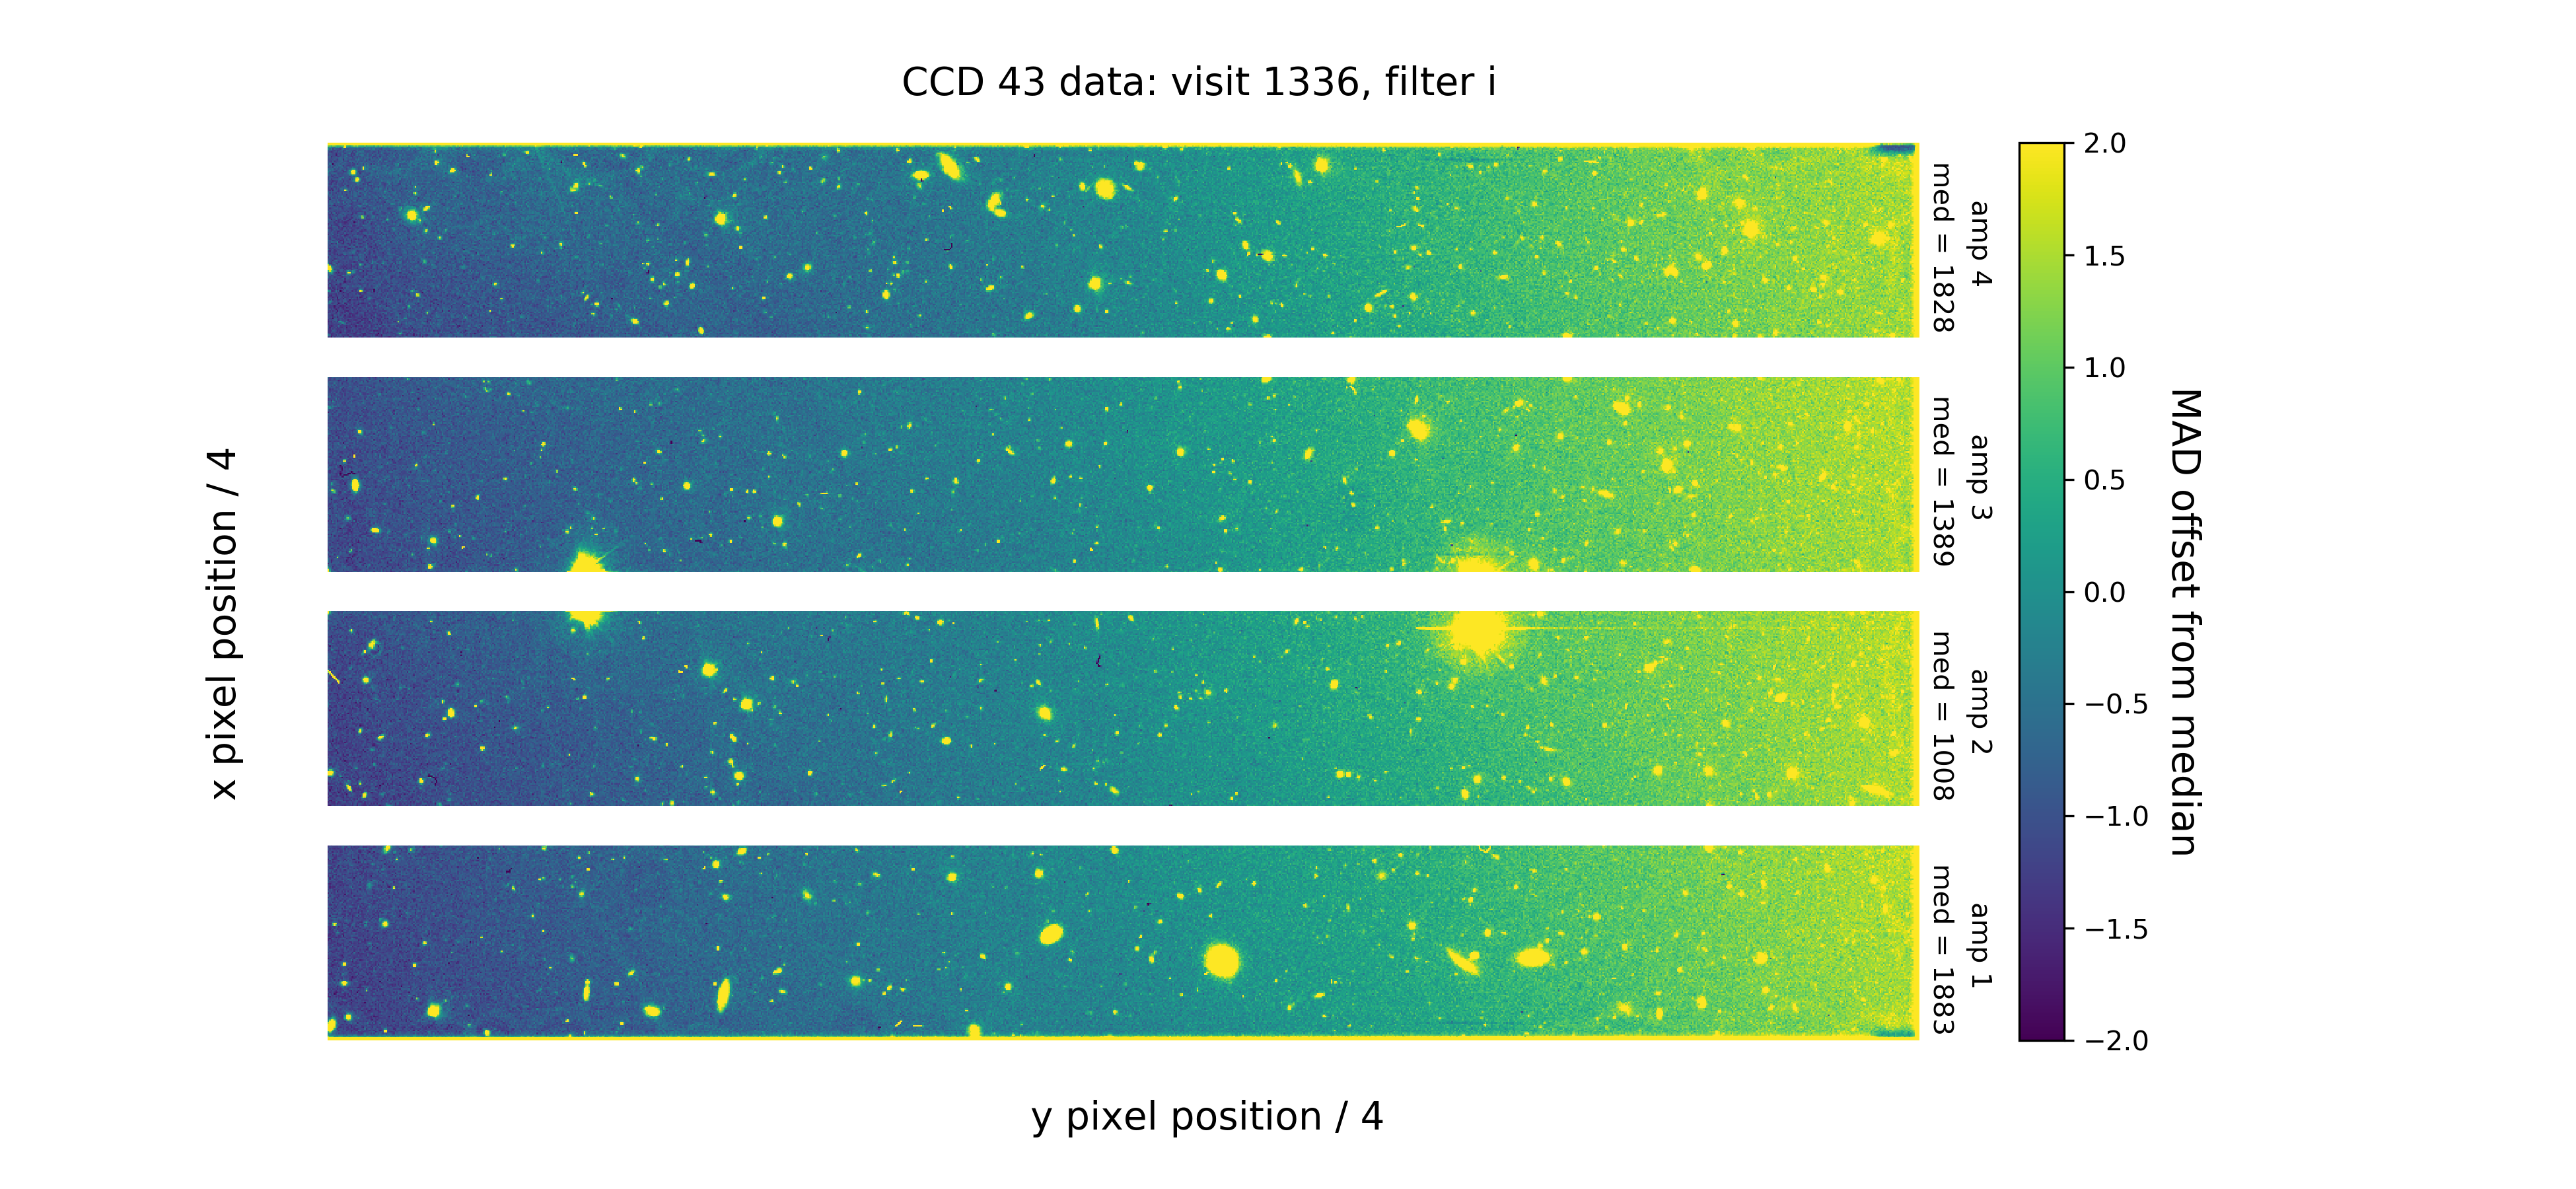 CCD 43 data: visit 1336, filter i
x pixel position / 4
amp 4
med = 1828
amp 3
med = 1389
amp 2
med = 1008
amp 1
med = 1883
y pixel position / 4
2.0
1.5
1.0
0.5
0.0
−0.5
−1.0
−1.5
−2.0
MAD offset from median